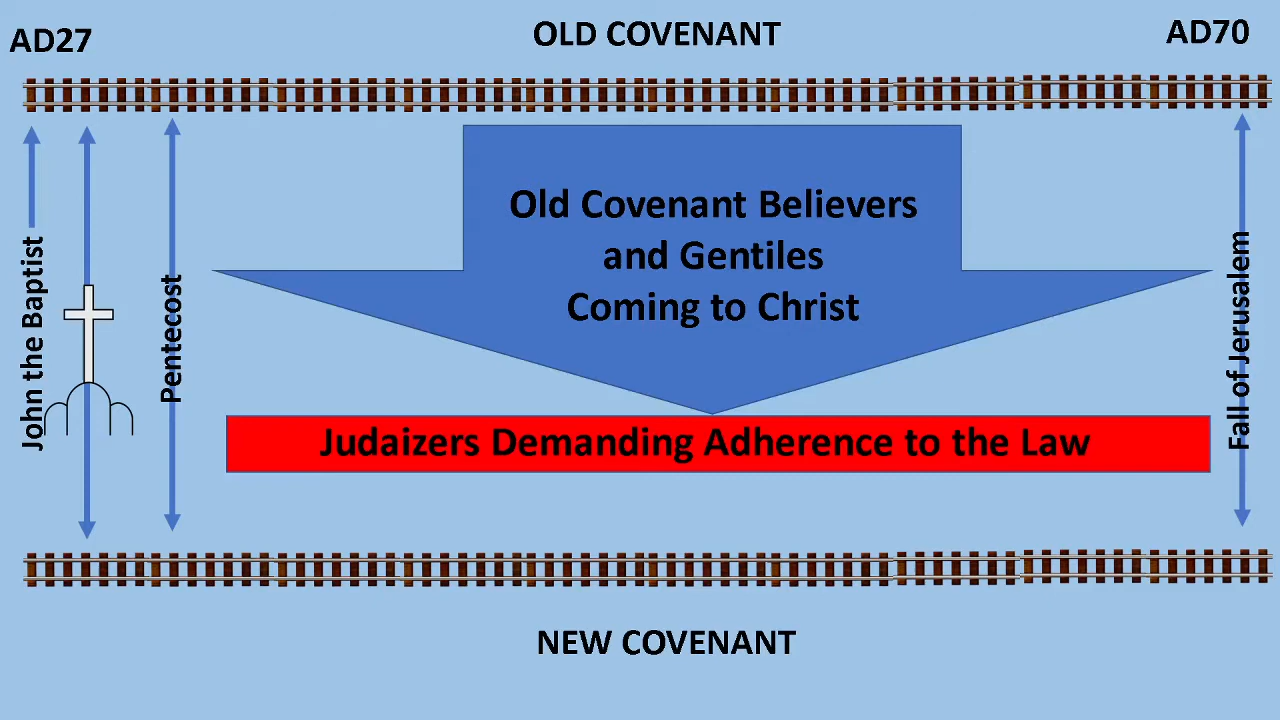 OLD COVENANT
AD27
AD70
John the Baptist
Pentecost
Old Covenant Believers
and Gentiles
Coming to Christ
Fall of Jerusalem
Judaizers Demanding Adherence to the Law
NEW COVENANT